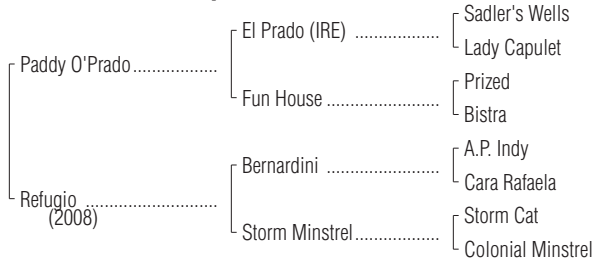 Sadler's Wells
El Prado (IRE) ..................
Lady Capulet
Paddy O'Prado..................
Prized
Fun House ........................
Bistra
A.P. Indy
Bernardini ........................
Cara Rafaela
Refugio ............................
(2008)
Storm Cat
Storm Minstrel..................
Colonial Minstrel